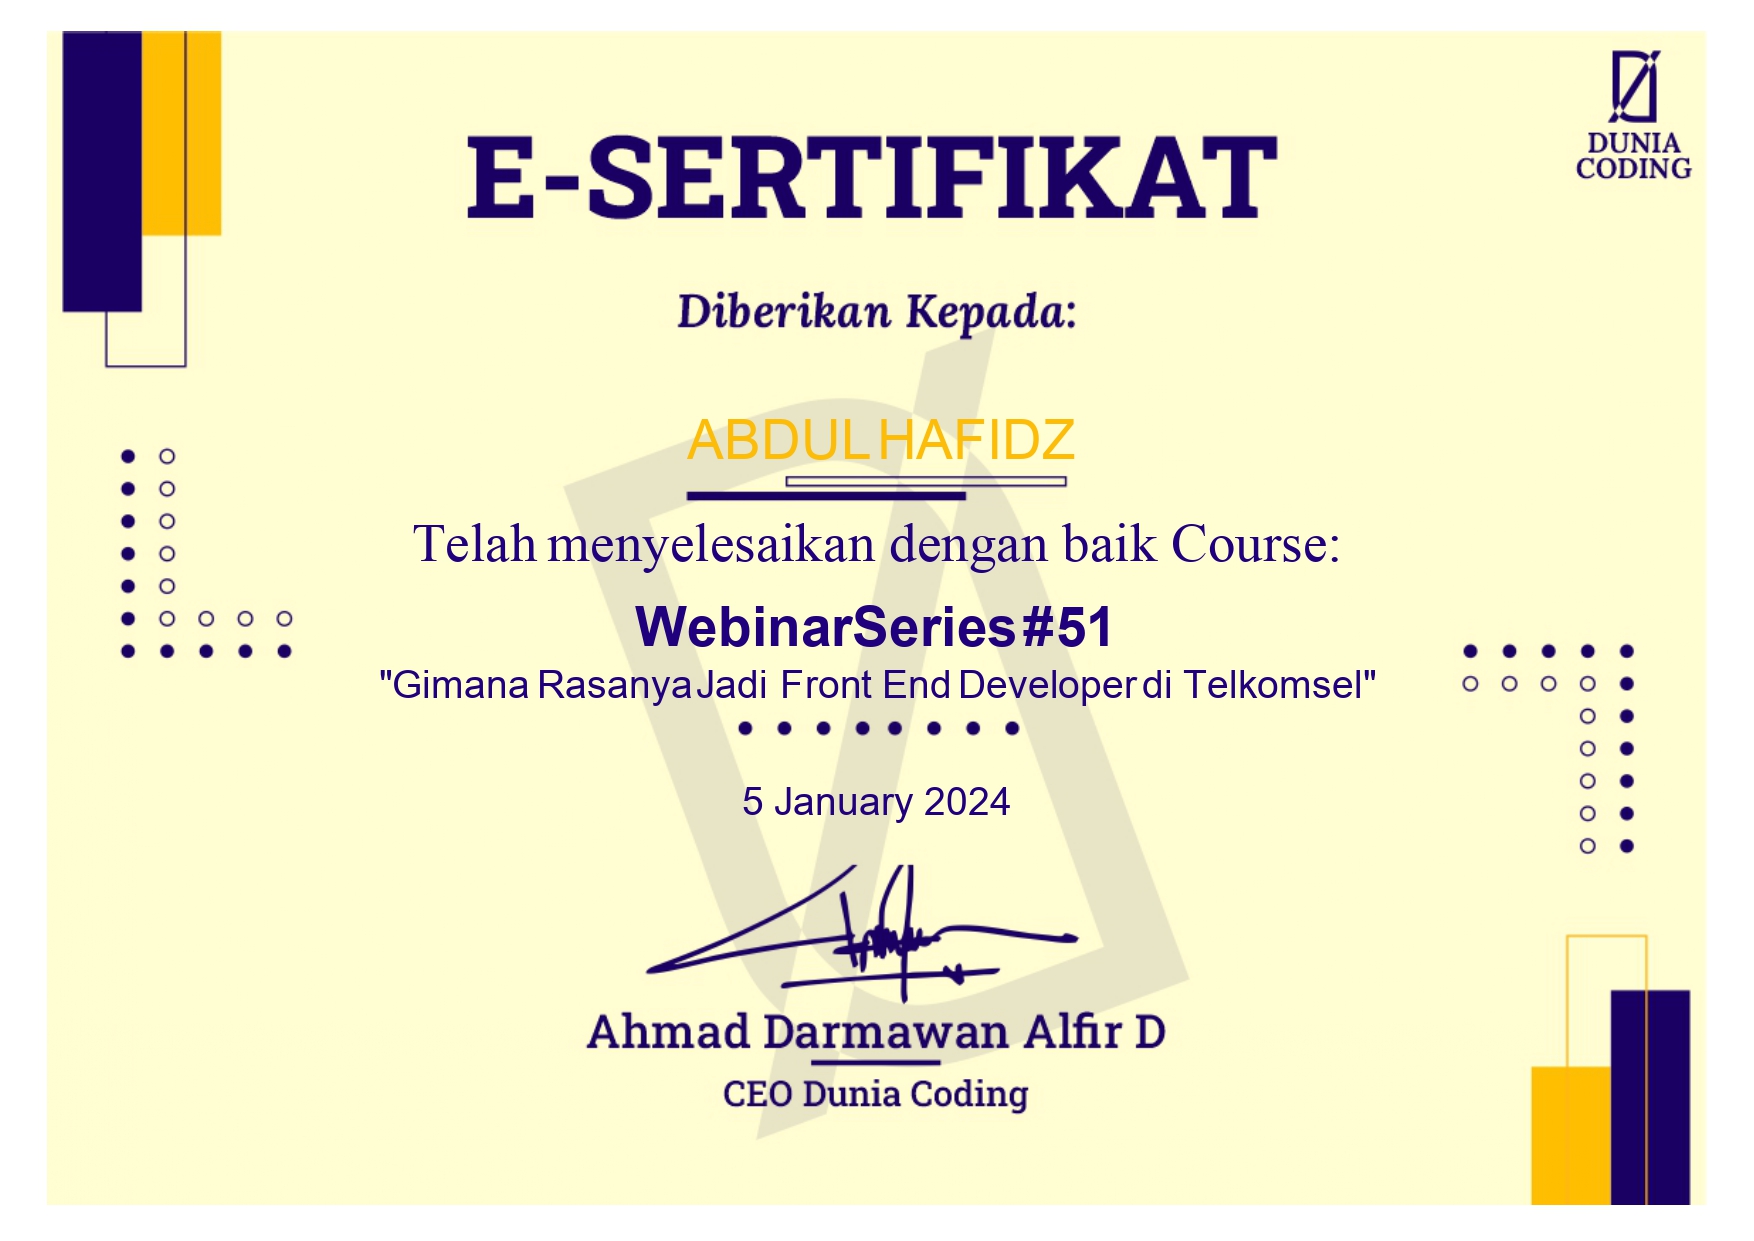 DUNIA
CODING
E-SERTIFIKAT
Diberikan Kepada:
ABDUL HAFIDZ
Telah menyelesaikan dengan baik Course:
WebinarSeries #51
"Gimana Rasanya Jadi Front End Developer di Telkomsel"
5 January 2024
Ahmad Darmawan Alfir D
CEO Dunia Coding